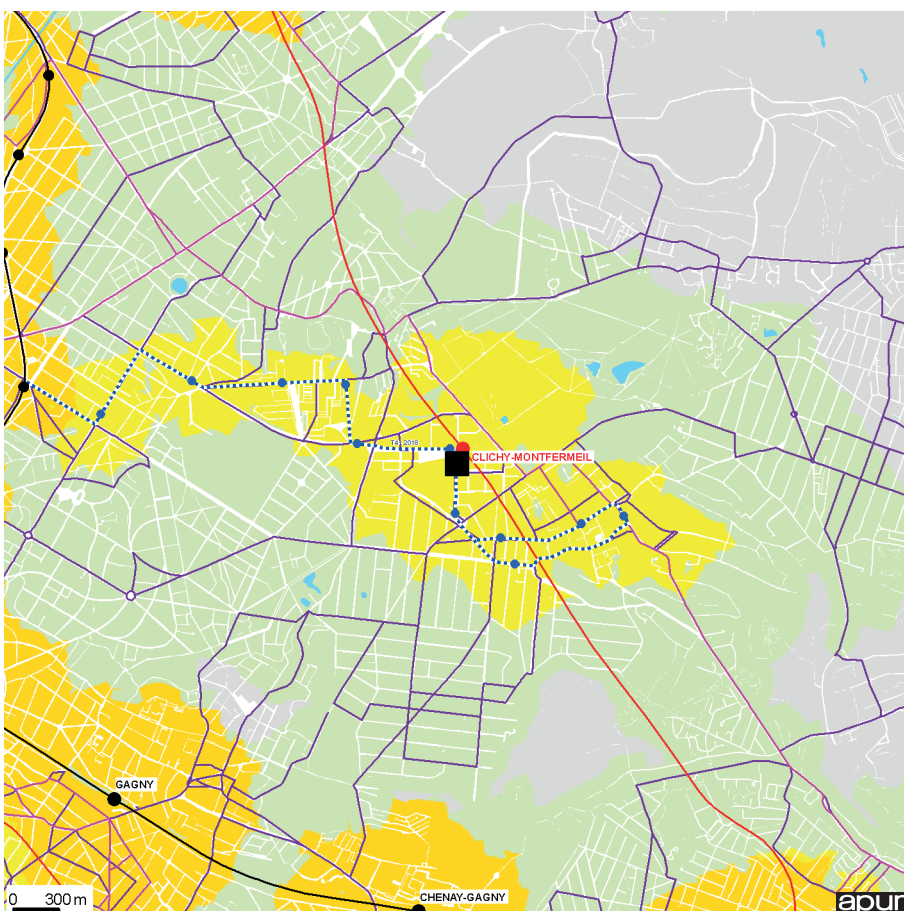 T4 2018
CLICHY-MONTFERMEIL
GAGNY
CHENAY-GAGNY
0 300 m
apur